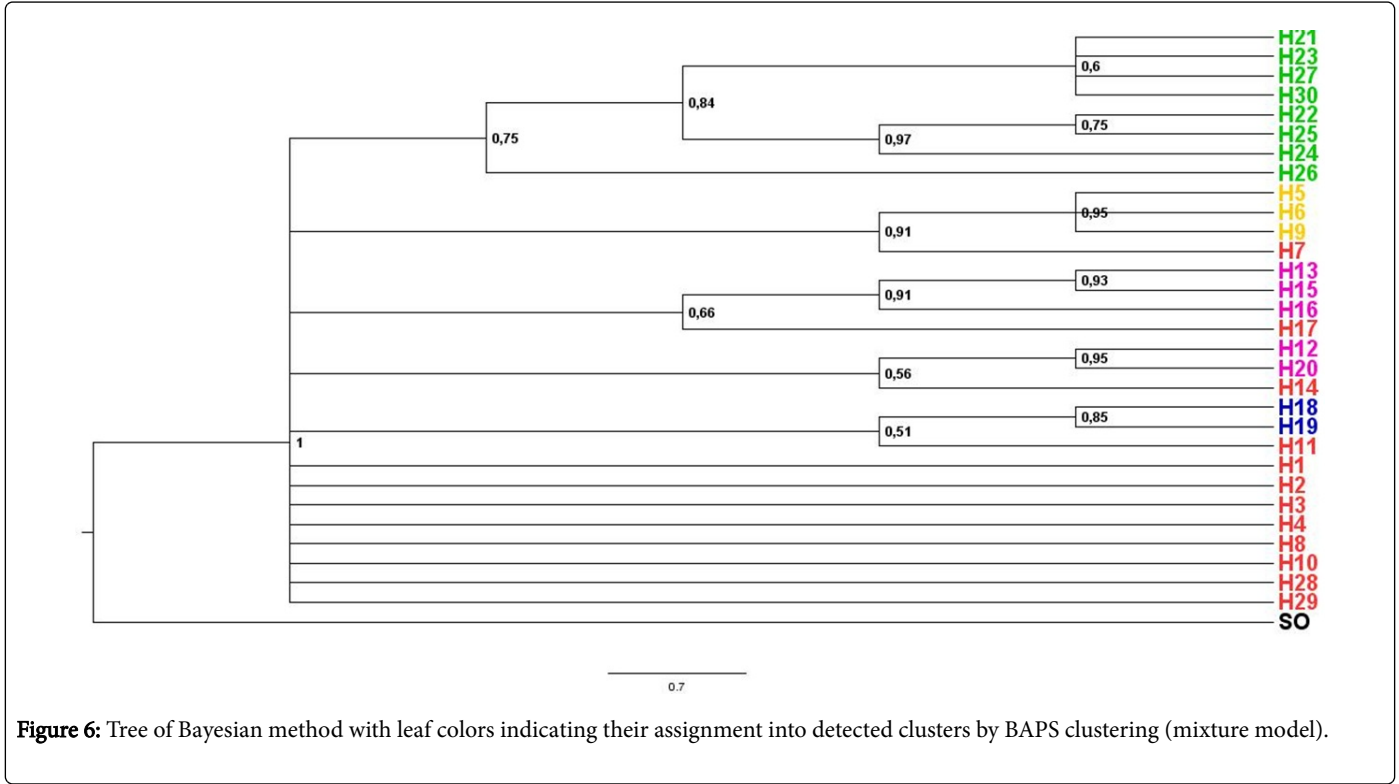 H21
H23
0,6
H27
H30
0,84
H22
0,75
H25
0,75
0,97
H24
H26
H5
0,95
H6
0,91
H9
H7
H13
0,93
H15
0,91
H16
0,66
H17
H12
0,95
H20
0,56
H14
H18
0,85
H19
0,51
H11
1
H1
H2
H3
H4
H8
H10
H28
H29
SO
0.7
Figure 6: Tree of Bayesian method with leaf colors indicating their assignment into detected clusters by BAPS clustering (mixture model).